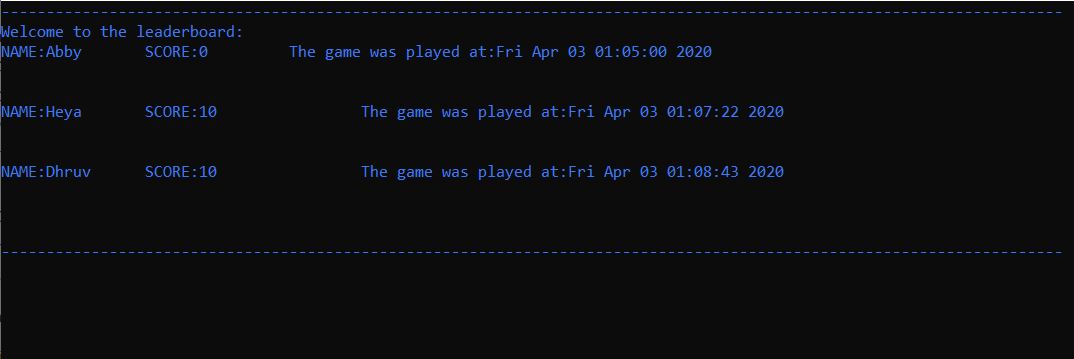 ------------------------------------------------------------------------------------------------------------------------
Welcome to the leaderboard:
NAME:Abby       SCORE:0         The game was played at:Fri Apr 03 01:05:00 2020
NAME:Heya       SCORE:10                The game was played at:Fri Apr 03 01:07:22 2020
NAME:Dhruv      SCORE:10                The game was played at:Fri Apr 03 01:08:43 2020
------------------------------------------------------------------------------------------------------------------------